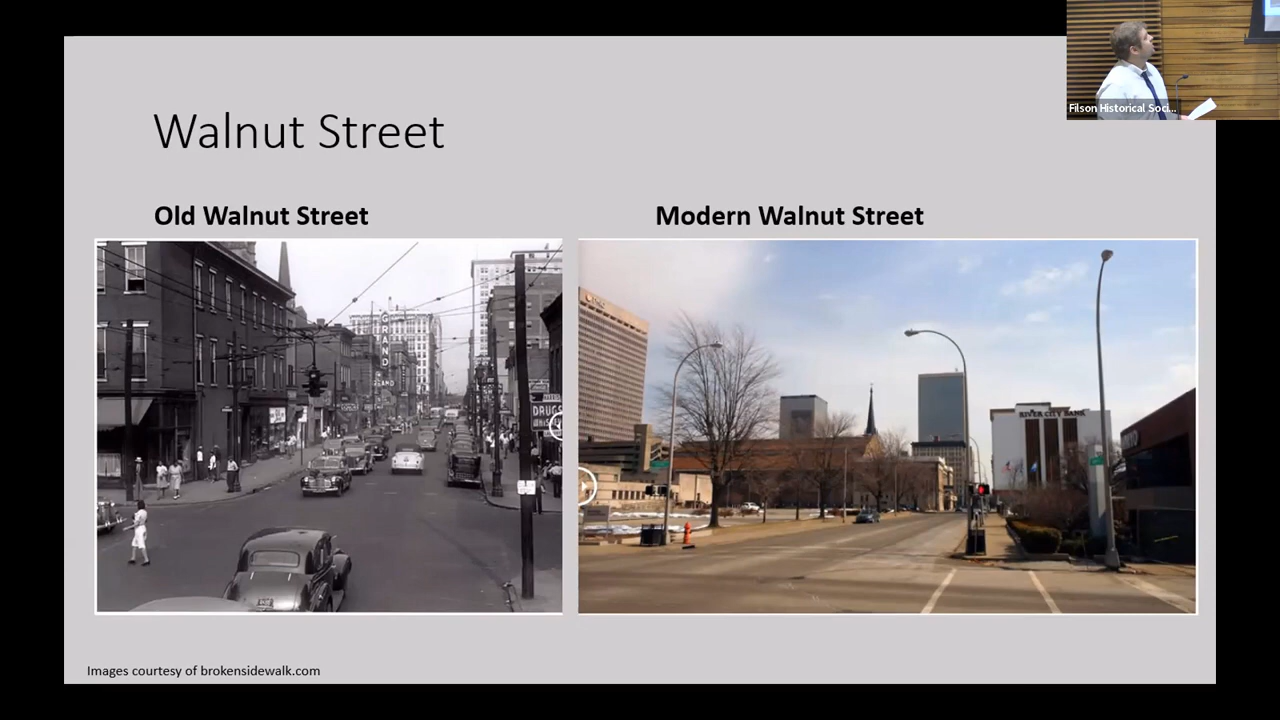 Filson Historical Soci...
Walnut Street
Old Walnut Street
Modern Walnut Street
GRAND
DRUGS
RIVER CITY BANK
Images courtesy of brokensidewalk.com